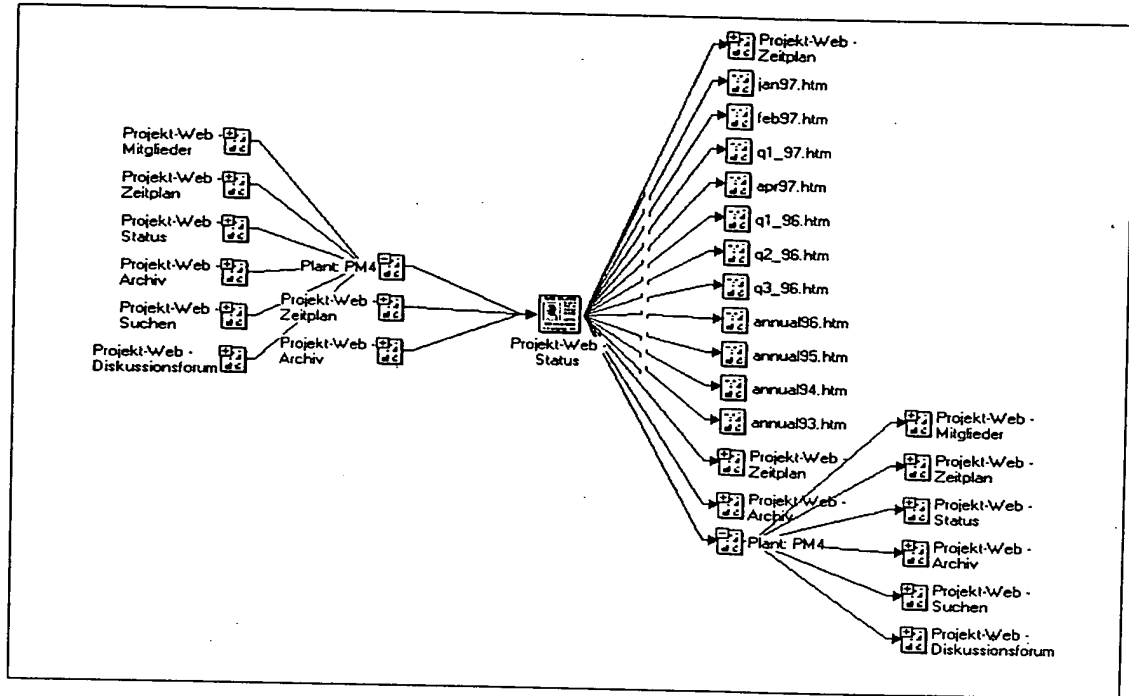 Projekt-Web -
Mitglieder
Projekt-Web -
Zeitplan
Projekt-Web -
Status
Projekt-Web -
Archiv
Projekt-Web -
Suchen
Projekt-Web -
Diskussionsforum
Plant: PM4
Projekt-Web -
Zeitplan
Projekt-Web -
Archiv
Projekt-Web -
Status
Projekt-Web -
Zeitplan
jan97.htm
feb97.htm
q1_97.htm
apr97.htm
q1_96.htm
q2_96.htm
q3_96.htm
annual96.htm
annual95.htm
annual94.htm
annual93.htm
Projekt-Web -
Zeitplan
Projekt-Web -
Archiv
Plant: PM4
Projekt-Web -
Mitglieder
Projekt-Web -
Zeitplan
Projekt-Web -
Status
Projekt-Web -
Archiv
Projekt-Web -
Suchen
Projekt-Web -
Diskussionsforum